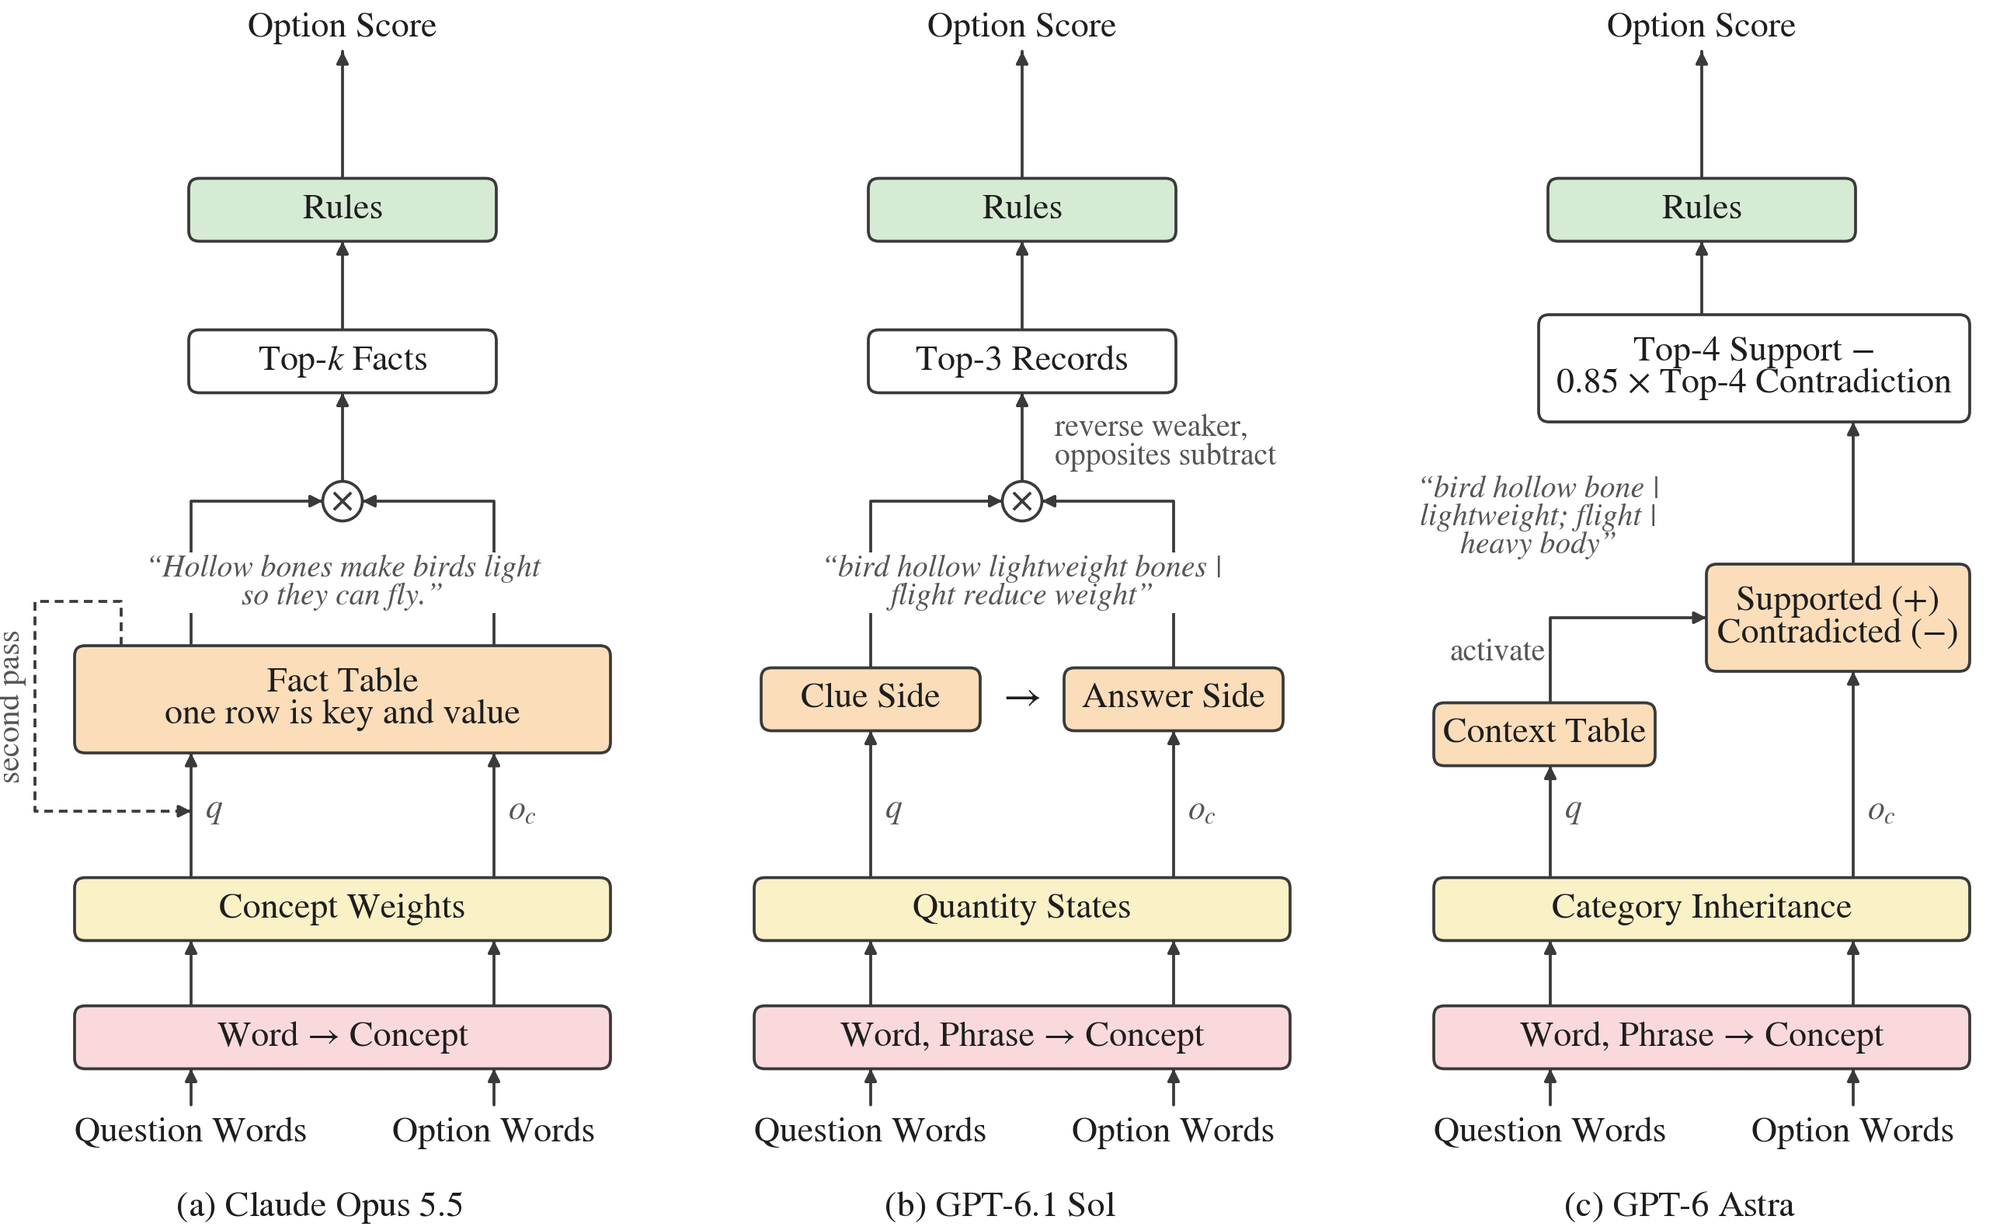 Option Score
Rules
Top-k Facts
“Hollow bones make birds light
so they can fly.”
second pass
Fact Table
one row is key and value
q
o_c
Concept Weights
Word → Concept
Question Words
Option Words
(a) Claude Opus 5.5
Option Score
Rules
Top-3 Records
reverse weaker,
opposites subtract
“bird hollow lightweight bones |
flight reduce weight”
Clue Side → Answer Side
q
o_c
Quantity States
Word, Phrase → Concept
Question Words
Option Words
(b) GPT-6.1 Sol
Option Score
Rules
Top-4 Support −
0.85 × Top-4 Contradiction
“bird hollow bone |
lightweight; flight |
heavy body”
Supported (+)
Contradicted (−)
activate
Context Table
q
o_c
Category Inheritance
Word, Phrase → Concept
Question Words
Option Words
(c) GPT-6 Astra